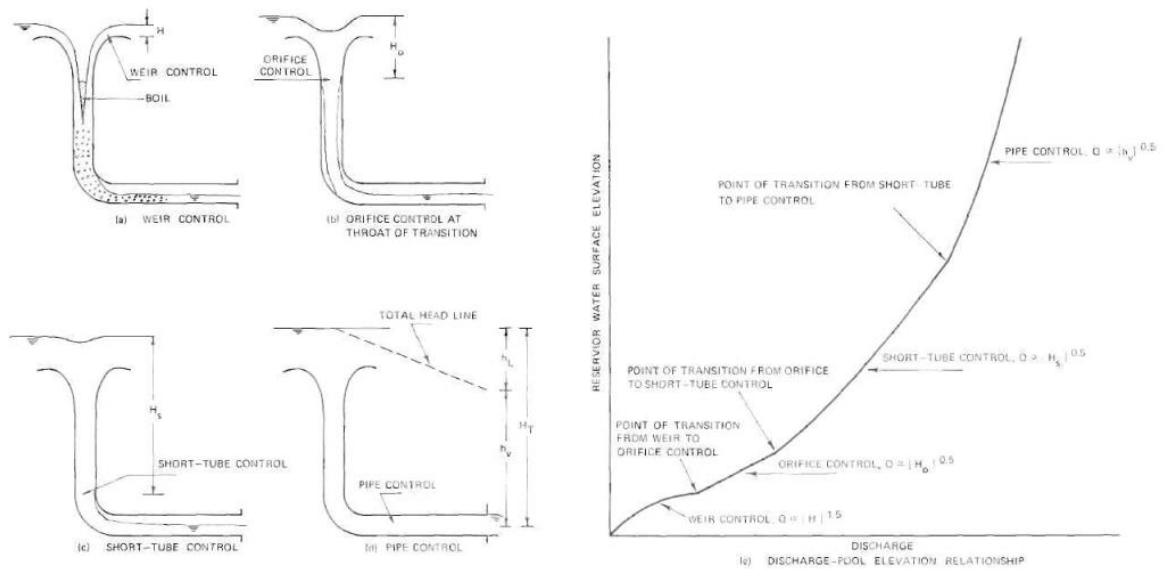 H
WEIR CONTROL
BOIL
(a) WEIR CONTROL
ORIFICE
CONTROL
Ho
(b) ORIFICE CONTROL AT
THROAT OF TRANSITION
Hs
SHORT-TUBE CONTROL
(c) SHORT-TUBE CONTROL
TOTAL HEAD LINE
hL
hv
HT
PIPE CONTROL
(d) PIPE CONTROL
RESERVIOR WATER SURFACE ELEVATION
PIPE CONTROL, Q ∝ (hv)^0.5
POINT OF TRANSITION FROM SHORT-TUBE
TO PIPE CONTROL
SHORT-TUBE CONTROL, Q ∝ (Hs)^0.5
POINT OF TRANSITION FROM ORIFICE
TO SHORT-TUBE CONTROL
POINT OF TRANSITION
FROM WEIR TO
ORIFICE CONTROL
ORIFICE CONTROL, Q ∝ (Ho)^0.5
WEIR CONTROL, Q ∝ (H)^1.5
DISCHARGE
(e) DISCHARGE-POOL ELEVATION RELATIONSHIP